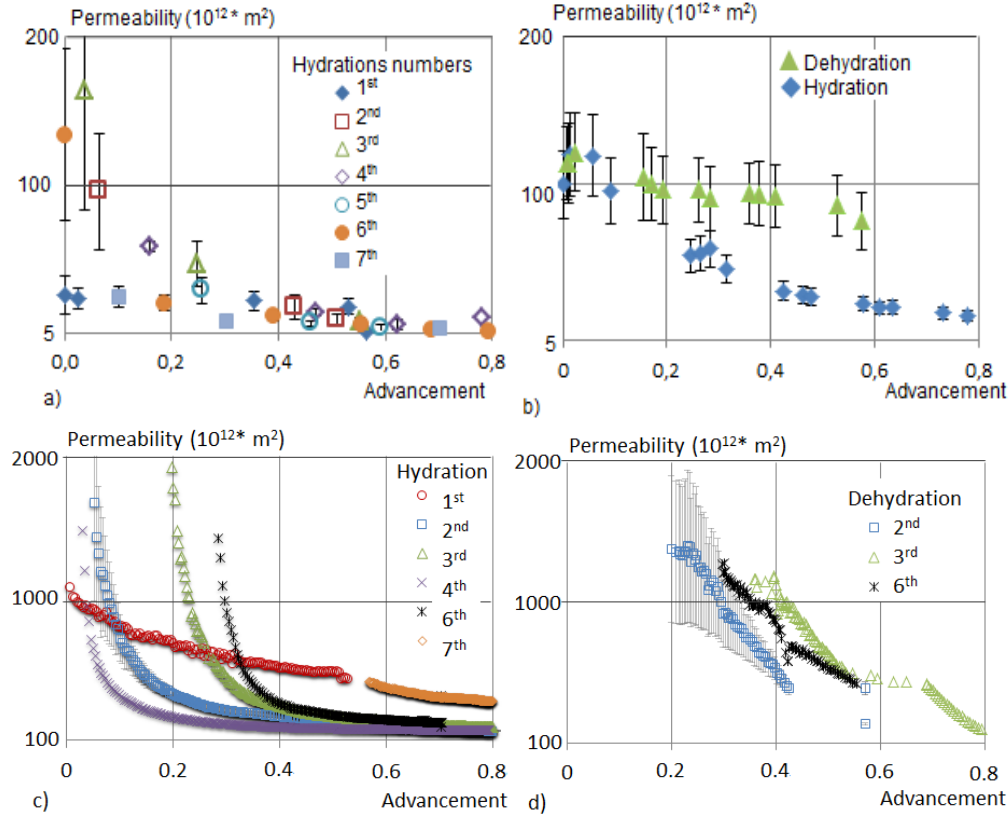 Permeability (10¹²* m²)
200
100
5
Hydrations numbers
1ˢᵗ
2ⁿᵈ
3ʳᵈ
4ᵗʰ
5ᵗʰ
6ᵗʰ
7ᵗʰ
0,0 0,2 0,4 0,6 0,8
Advancement
a)
Permeability (10¹²* m²)
200
100
5
Dehydration
Hydration
0 0,2 0,4 0,6 0,8
Advancement
b)
Permeability (10¹²* m²)
2000
1000
100
Hydration
1ˢᵗ
2ⁿᵈ
3ʳᵈ
4ᵗʰ
6ᵗʰ
7ᵗʰ
0 0.2 0.4 0.6 0.8
Advancement
c)
Permeability (10¹²* m²)
2000
1000
100
Dehydration
2ⁿᵈ
3ʳᵈ
6ᵗʰ
0 0.2 0.4 0.6 0.8
Advancement
d)